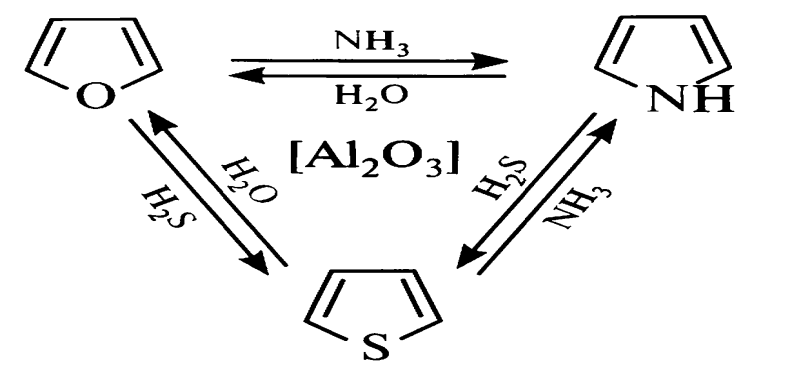 NH₃
H₂O
O
NH
[Al₂O₃]
H₂O
H₂S
H₂S
NH₃
S